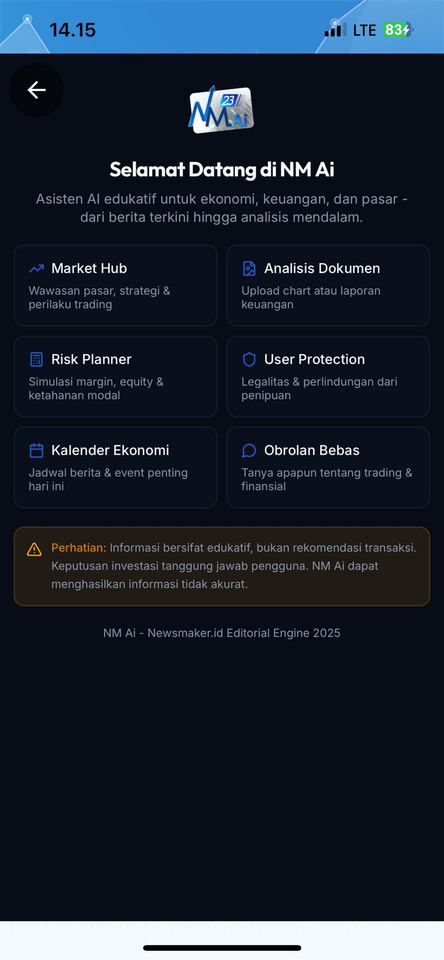 14.15
LTE 83
NM Ai
23
Selamat Datang di NM Ai
Asisten AI edukatif untuk ekonomi, keuangan, dan pasar -
dari berita terkini hingga analisis mendalam.
Market Hub
Wawasan pasar, strategi &
perilaku trading
Analisis Dokumen
Upload chart atau laporan
keuangan
Risk Planner
Simulasi margin, equity &
ketahanan modal
User Protection
Legalitas & perlindungan dari
penipuan
Kalender Ekonomi
Jadwal berita & event penting
hari ini
Obrolan Bebas
Tanya apapun tentang trading &
finansial
Perhatian: Informasi bersifat edukatif, bukan rekomendasi transaksi.
Keputusan investasi tanggung jawab pengguna. NM Ai dapat
menghasilkan informasi tidak akurat.
NM Ai - Newsmaker.id Editorial Engine 2025